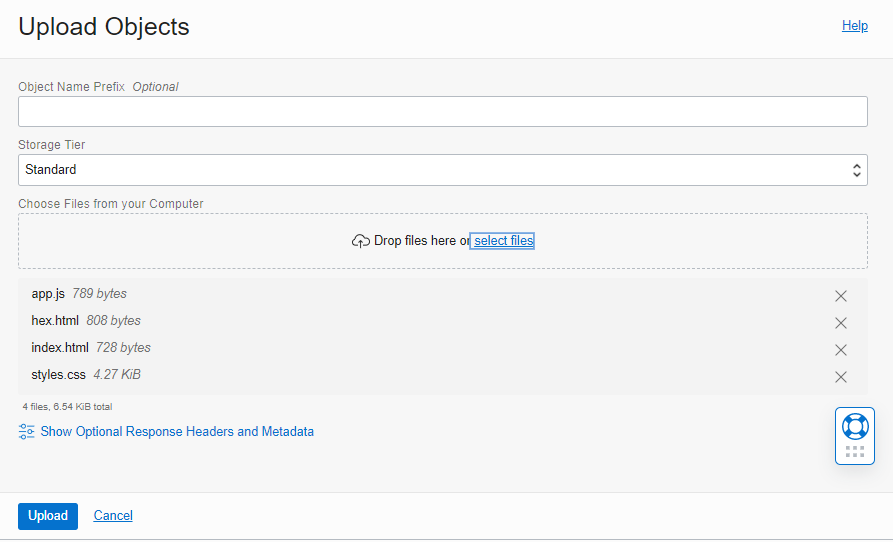 Upload Objects
Help
Object Name Prefix Optional
Storage Tier
Standard
Choose Files from your Computer
Drop files here or select files
app.js 789 bytes
hex.html 808 bytes
index.html 728 bytes
styles.css 4.27 KiB
4 files, 6.54 KiB total
Show Optional Response Headers and Metadata
Upload Cancel